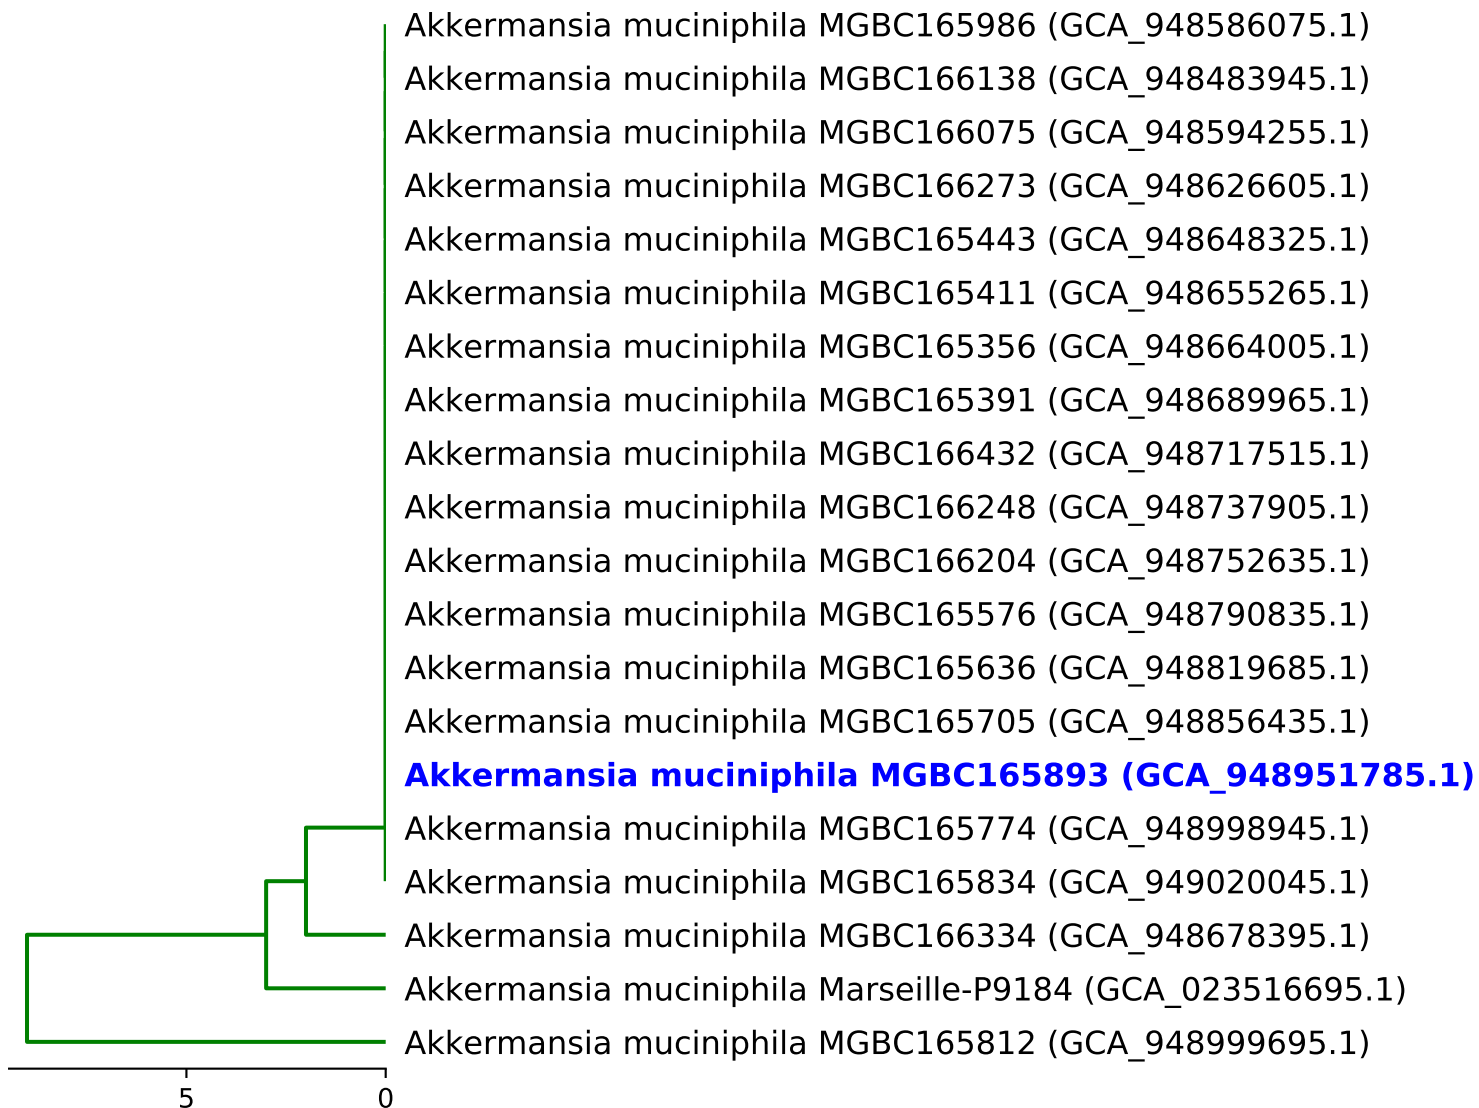 Akkermansia muciniphila MGBC165986 (GCA_948586075.1)
Akkermansia muciniphila MGBC166138 (GCA_948483945.1)
Akkermansia muciniphila MGBC166075 (GCA_948594255.1)
Akkermansia muciniphila MGBC166273 (GCA_948626605.1)
Akkermansia muciniphila MGBC165443 (GCA_948648325.1)
Akkermansia muciniphila MGBC165411 (GCA_948655265.1)
Akkermansia muciniphila MGBC165356 (GCA_948664005.1)
Akkermansia muciniphila MGBC165391 (GCA_948689965.1)
Akkermansia muciniphila MGBC166432 (GCA_948717515.1)
Akkermansia muciniphila MGBC166248 (GCA_948737905.1)
Akkermansia muciniphila MGBC166204 (GCA_948752635.1)
Akkermansia muciniphila MGBC165576 (GCA_948790835.1)
Akkermansia muciniphila MGBC165636 (GCA_948819685.1)
Akkermansia muciniphila MGBC165705 (GCA_948856435.1)
Akkermansia muciniphila MGBC165893 (GCA_948951785.1)
Akkermansia muciniphila MGBC165774 (GCA_948998945.1)
Akkermansia muciniphila MGBC165834 (GCA_949020045.1)
Akkermansia muciniphila MGBC166334 (GCA_948678395.1)
Akkermansia muciniphila Marseille-P9184 (GCA_023516695.1)
Akkermansia muciniphila MGBC165812 (GCA_948999695.1)
5 0